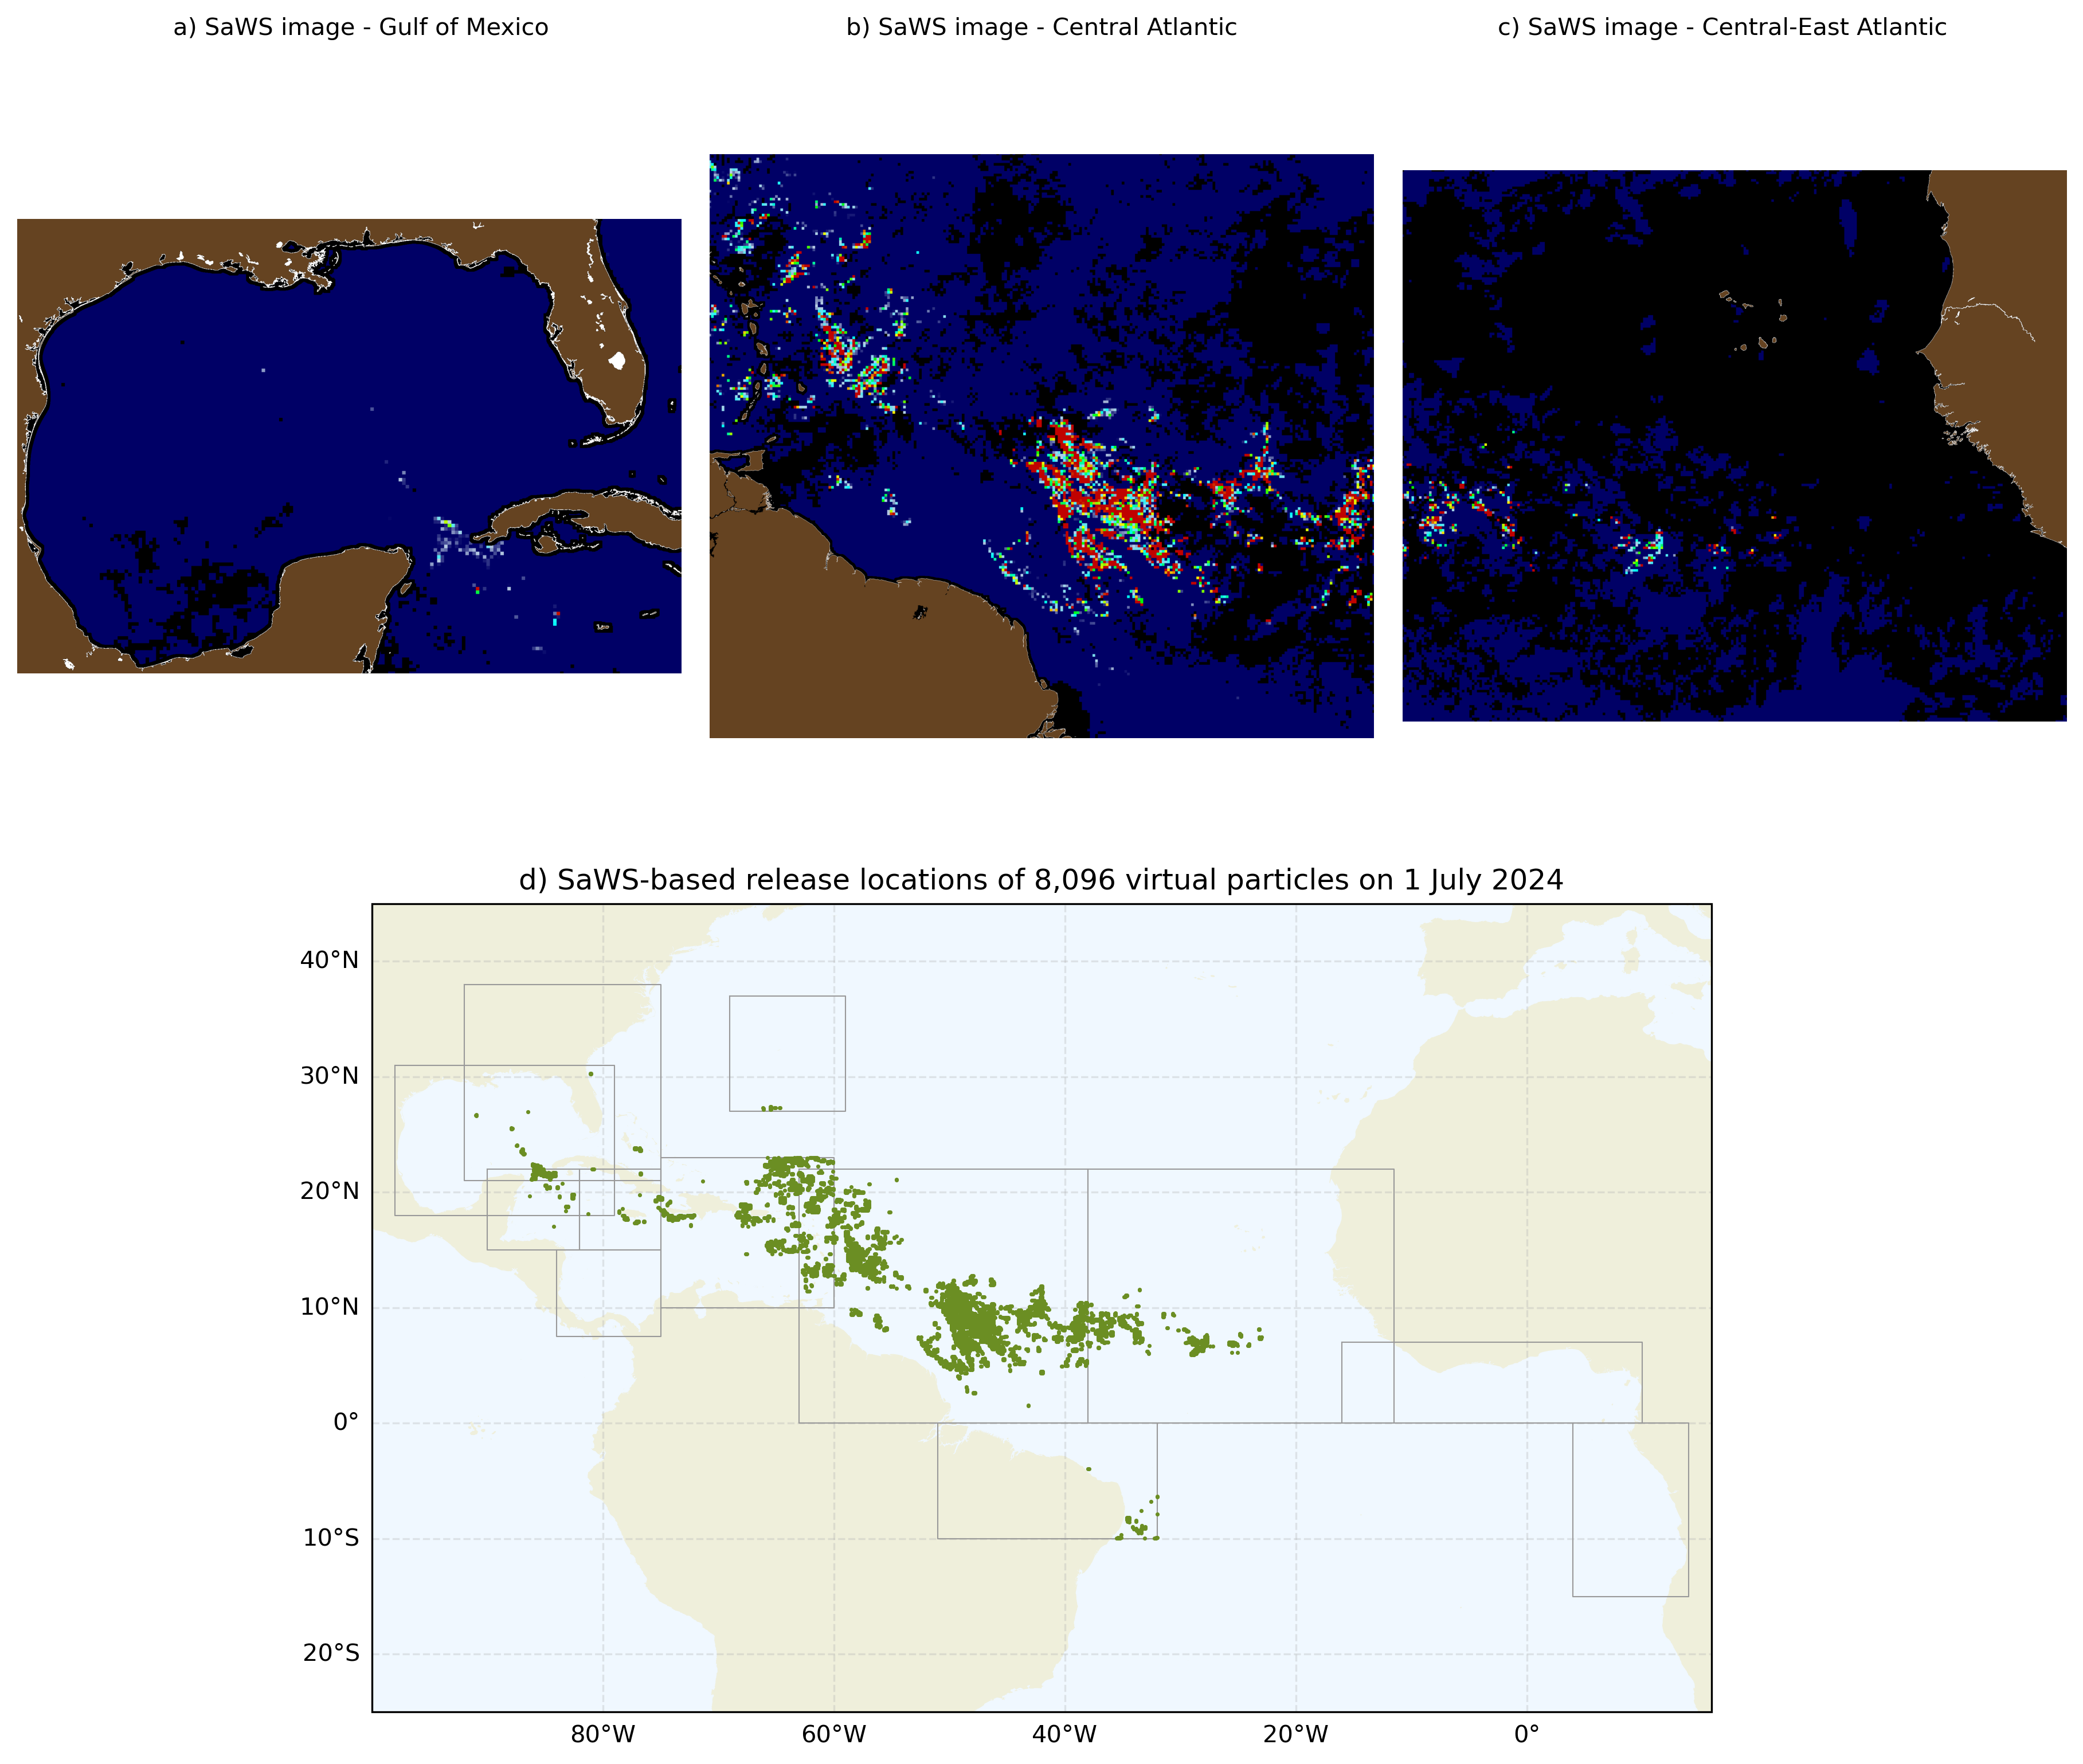 a) SaWS image - Gulf of Mexico
b) SaWS image - Central Atlantic
c) SaWS image - Central-East Atlantic
d) SaWS-based release locations of 8,096 virtual particles on 1 July 2024
40°N
30°N
20°N
10°N
0°
10°S
20°S
80°W
60°W
40°W
20°W
0°